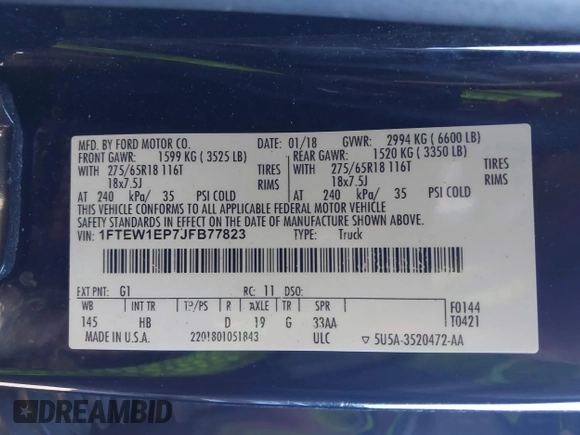 MFD. BY FORD MOTOR CO. 01/18 GVWR: 2994 KG (6600 LB)
FRONT GAWR: 1599 KG (3525 LB) REAR GAWR: 1520 KG (3350 LB)
WITH 275/65R18 116T TIRES WITH 275/65R18 116T TIRES
18x7.5J RIMS 18x7.5J RIMS
AT 240 kPa/ 35 PSI COLD AT 240 kPa/ 35 PSI COLD
THIS VEHICLE CONFORMS TO ALL APPLICABLE FEDERAL MOTOR VEHICLE
SAFETY STANDARDS IN EFFECT ON THE DATE OF MANUFACTURE SHOWN ABOVE.
VIN: 1FTEW1EP7JFB77823 TYPE: Truck
EXT PNT: G1 RC: 11 DSO:
WB INT TR TP/PS R AXLE TR SPR F0144
145 HB D 19 G 33AA T0421
MADE IN U.S.A. 2201801051843 ULC 5U5A-3520472-AA
DREAMBID